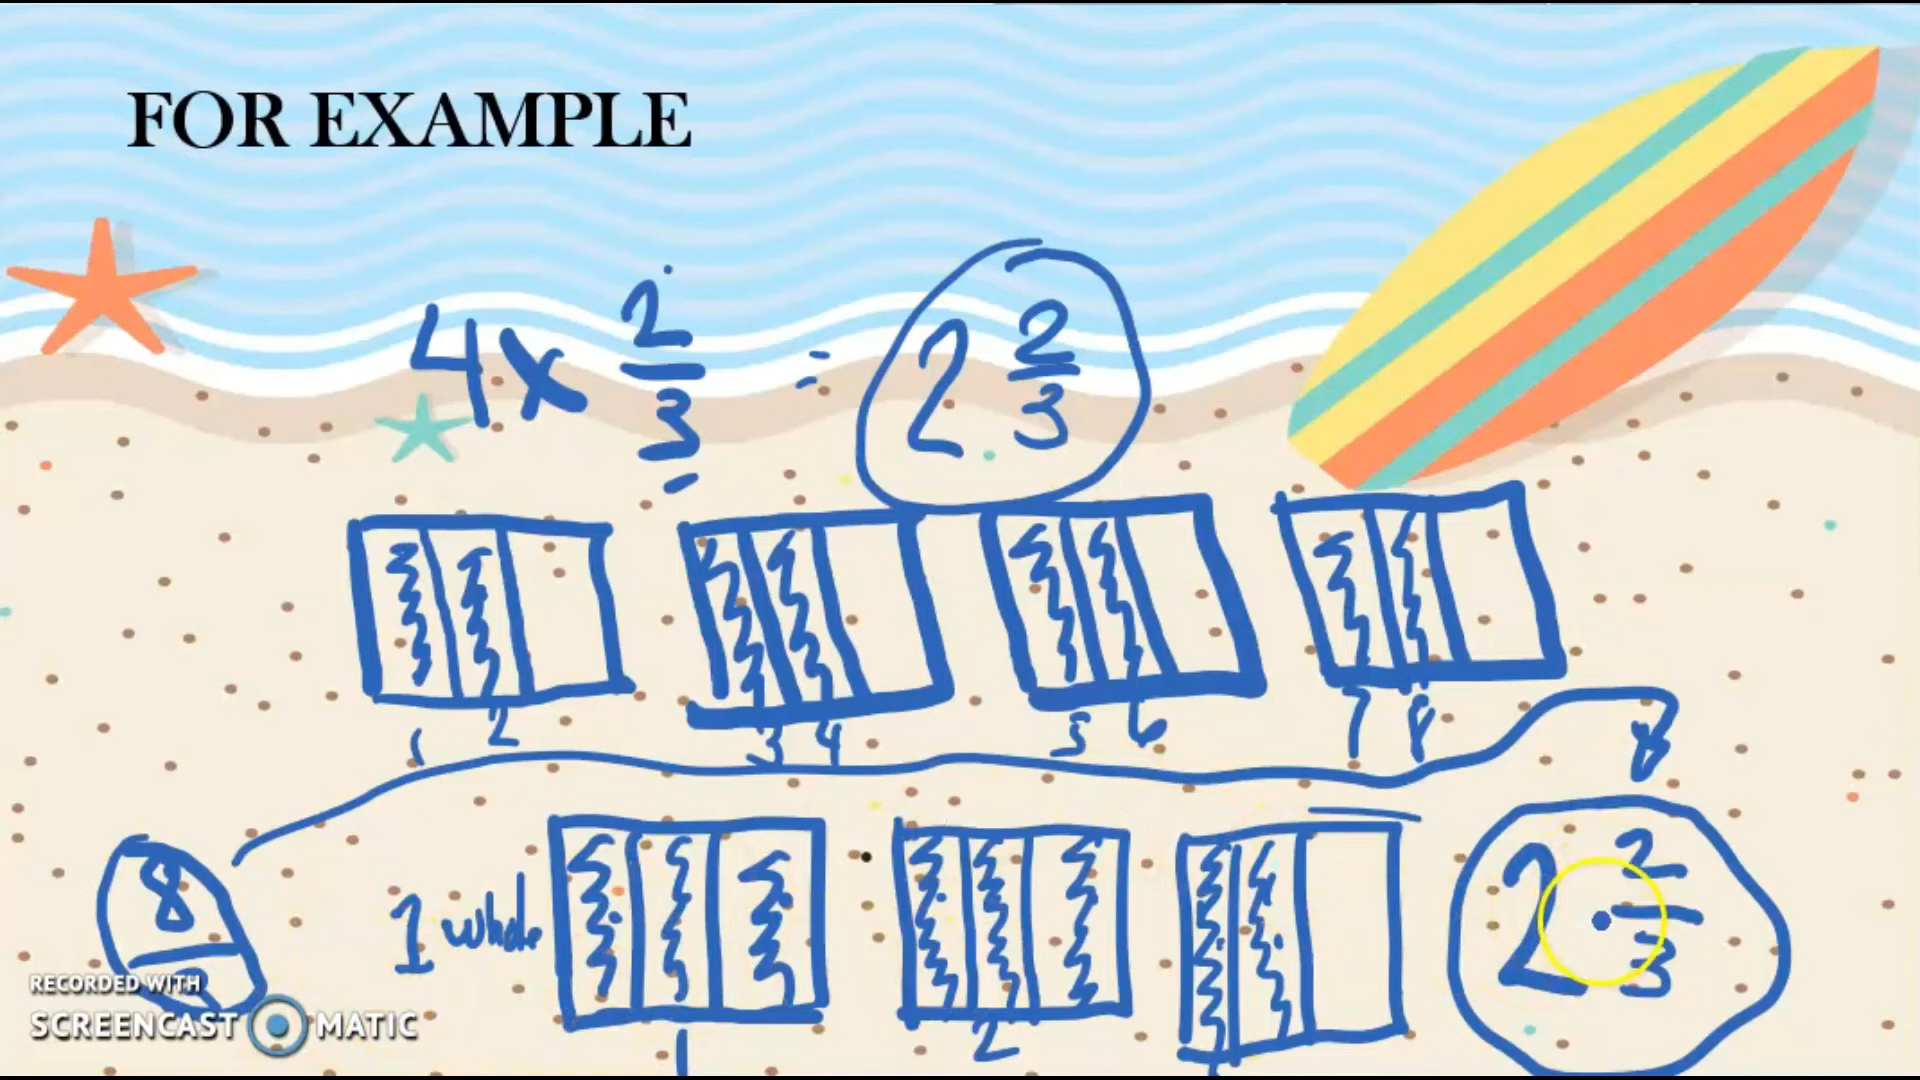 FOR EXAMPLE
4 x 2/3 = 2 2/3
1 2 3 4 5 6 7 8
8
8
1 whole
2 2/3
1 2
RECORDED WITH
SCREENCAST MATIC